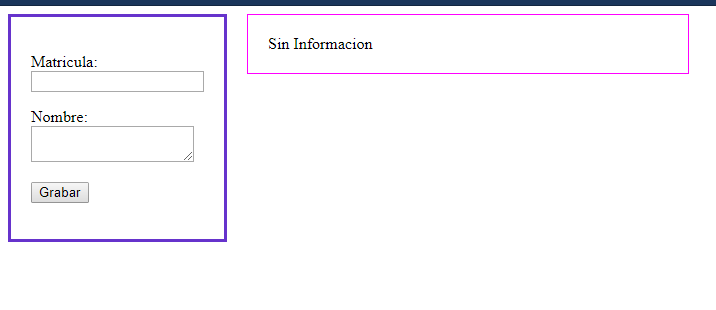 Matricula:
Nombre:
Grabar
Sin Informacion